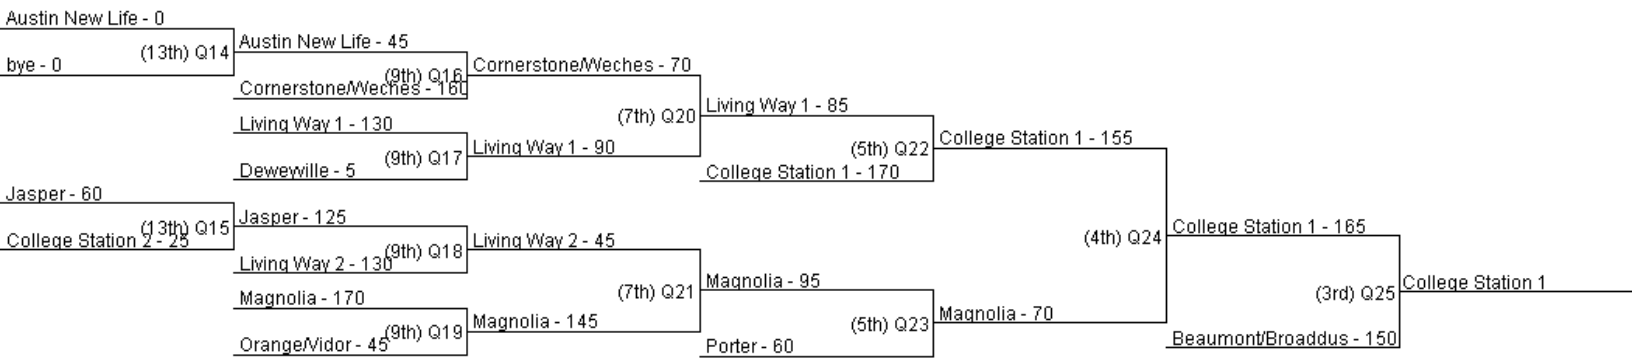 Austin New Life - 0
(13th) Q14
bye - 0
Austin New Life - 45
(9th) Q16
Cornerstone/Weches - 160
Cornerstone/Weches - 70
Living Way 1 - 130
(9th) Q17
Deweyville - 5
(7th) Q20
Living Way 1 - 90
Living Way 1 - 85
(5th) Q22
College Station 1 - 170
College Station 1 - 155
Jasper - 60
(13th) Q15
College Station 2 - 25
Jasper - 125
(9th) Q18
Living Way 2 - 130
Living Way 2 - 45
Magnolia - 170
(9th) Q19
Orange/Vidor - 45
(7th) Q21
Magnolia - 145
Magnolia - 95
(5th) Q23
Porter - 60
Magnolia - 70
(4th) Q24
College Station 1 - 165
(3rd) Q25
Beaumont/Broaddus - 150
College Station 1